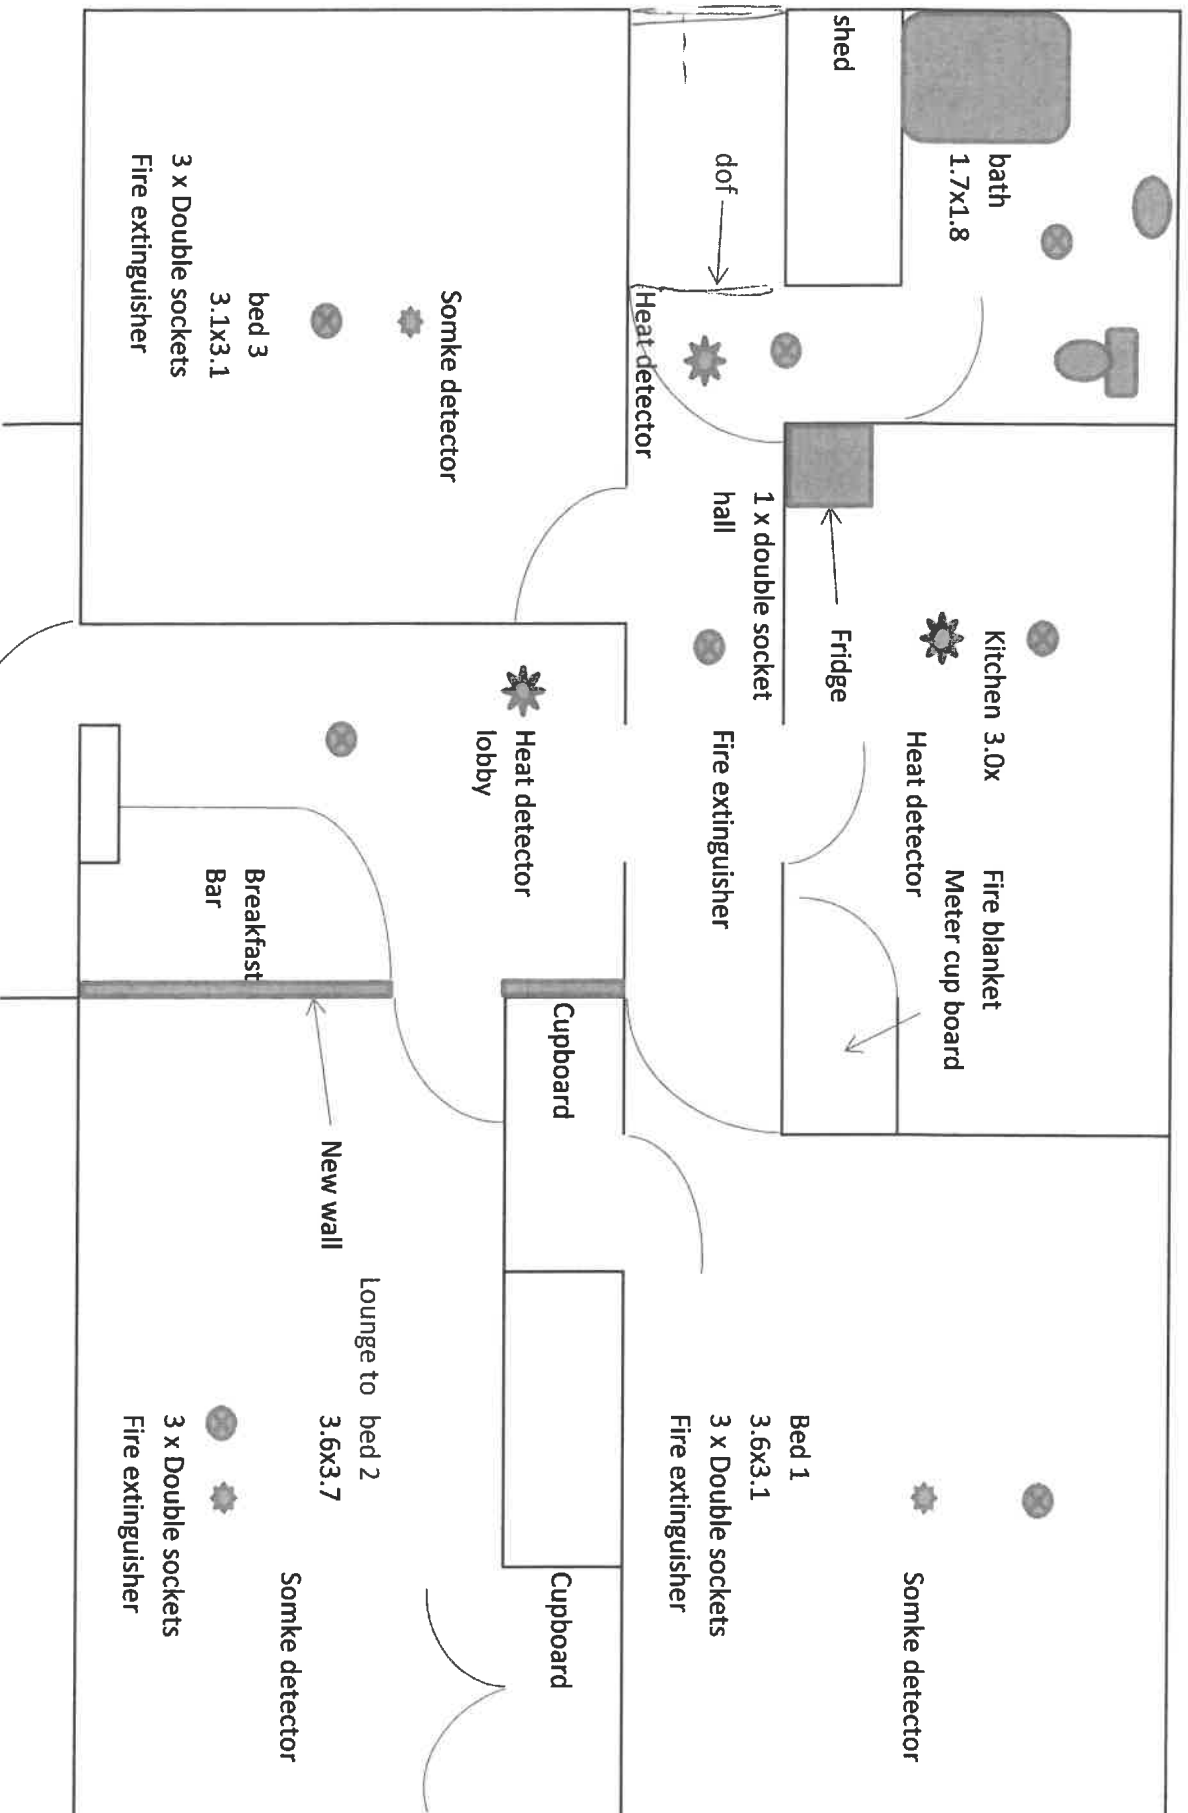 bath
1.7x1.8
shed
dof
Heat detector
Kitchen 3.0x
Heat detector
Fire blanket
Meter cup board
Fridge
1 x double socket
hall
Fire extinguisher
Somke detector
bed 3
3.1x3.1
3 x Double sockets
Fire extinguisher
Heat detector
lobby
Breakfast
Bar
Cupboard
New wall
Bed 1
3.6x3.1
3 x Double sockets
Fire extinguisher
Somke detector
Cupboard
Lounge to bed 2
3.6x3.7
3 x Double sockets
Fire extinguisher
Somke detector